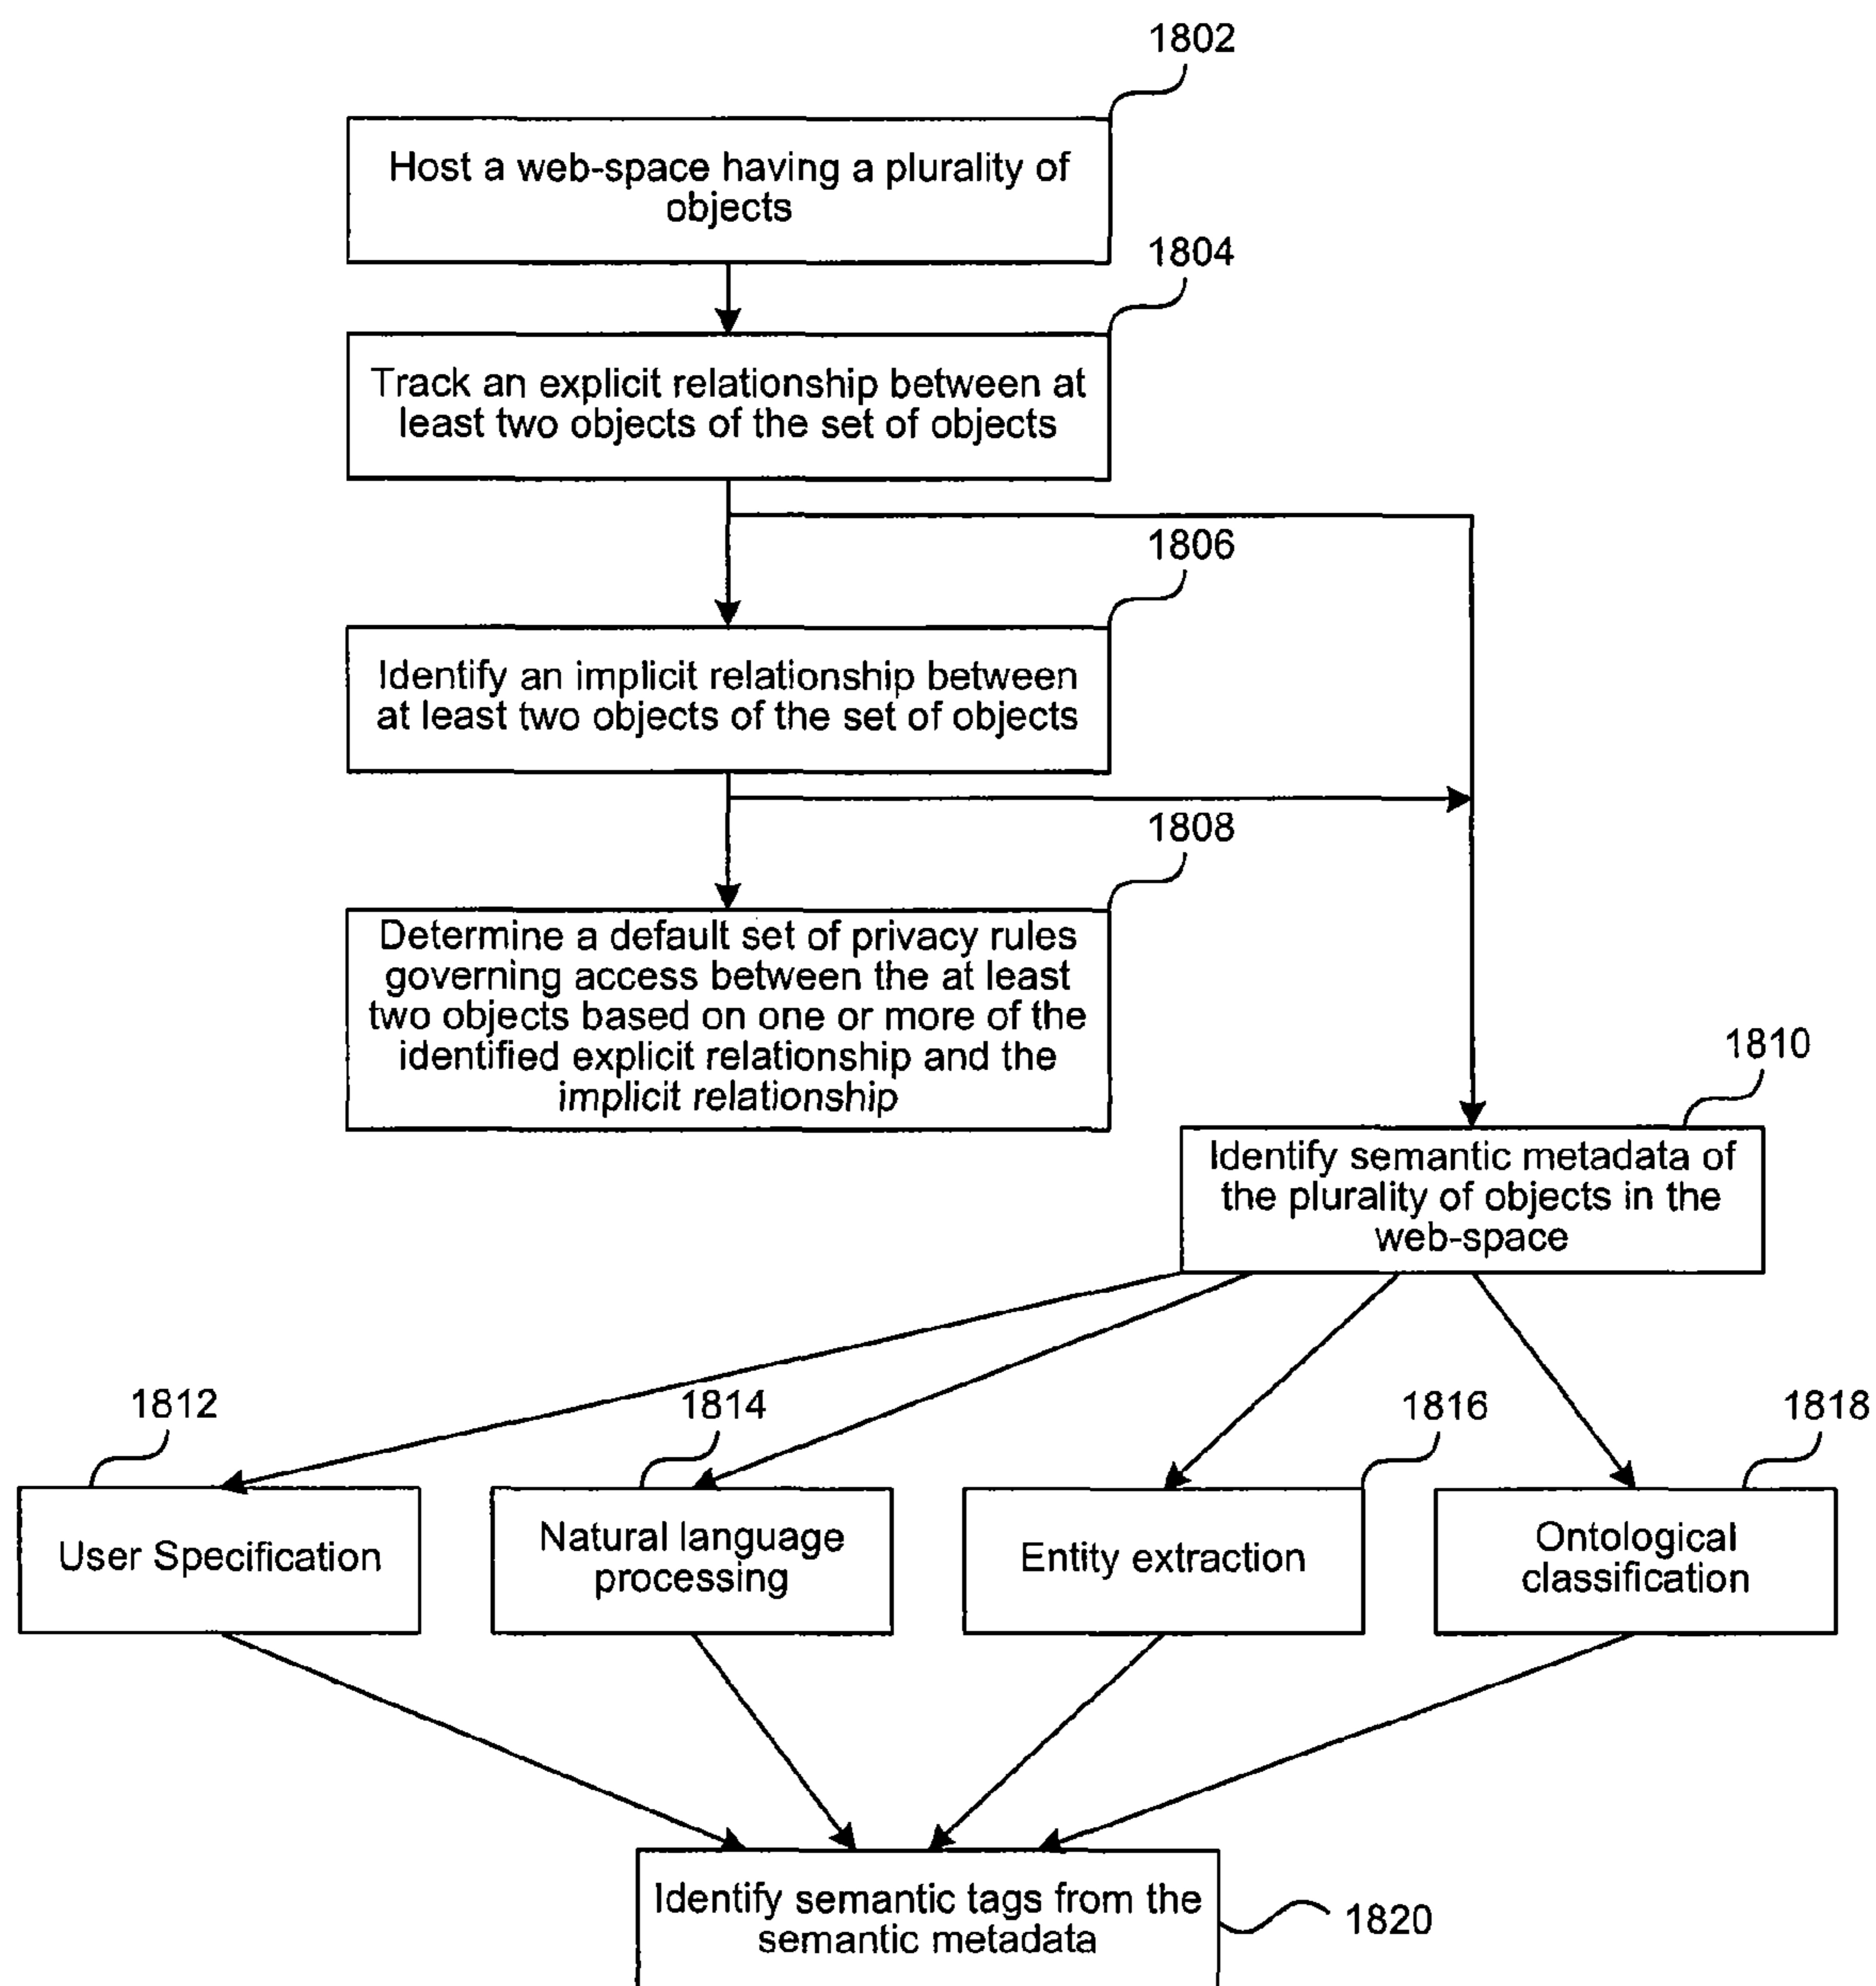 1802
Host a web-space having a plurality of
objects
1804
Track an explicit relationship between at
least two objects of the set of objects
1806
Identify an implicit relationship between
at least two objects of the set of objects
1808
Determine a default set of privacy rules
governing access between the at least
two objects based on one or more of the
identified explicit relationship and the
implicit relationship
1810
Identify semantic metadata of
the plurality of objects in the
web-space
1812
User Specification
1814
Natural language
processing
1816
Entity extraction
1818
Ontological
classification
Identify semantic tags from the
semantic metadata
1820